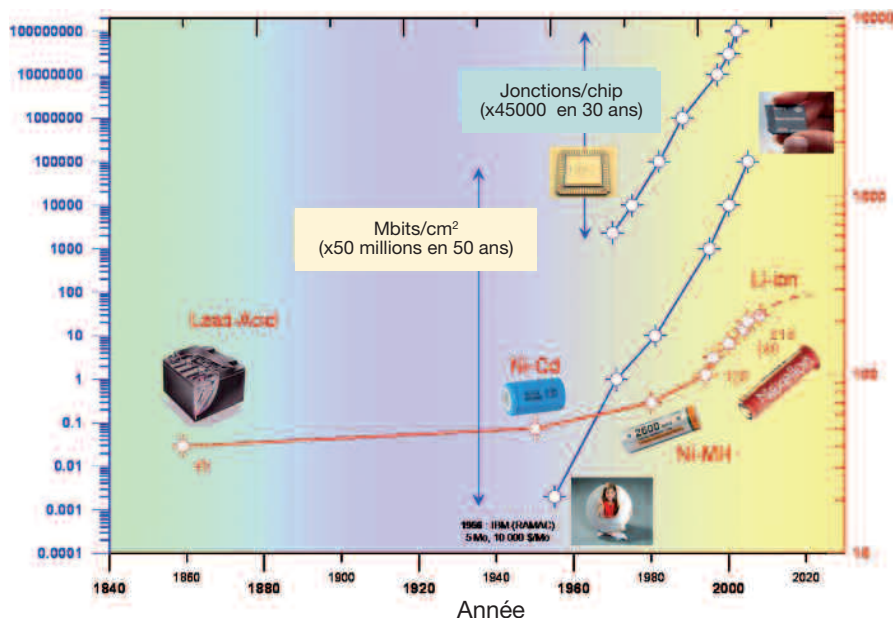 100000000
10000000
1000000
100000
10000
1000
100
10
1
0.1
0.01
0.001
0.0001
10000
1000
100
10
Jonctions/chip
(x45000 en 30 ans)
Mbits/cm²
(x50 millions en 50 ans)
(Lead-Acid)
Ni-Cd
Li-ion
Ni-MH
2600
1956 : IBM (RAMAC)
5 Mo, 10 000 $/Mo
1840 1860 1880 1900 1920 1940 1960 1980 2000 2020
Année